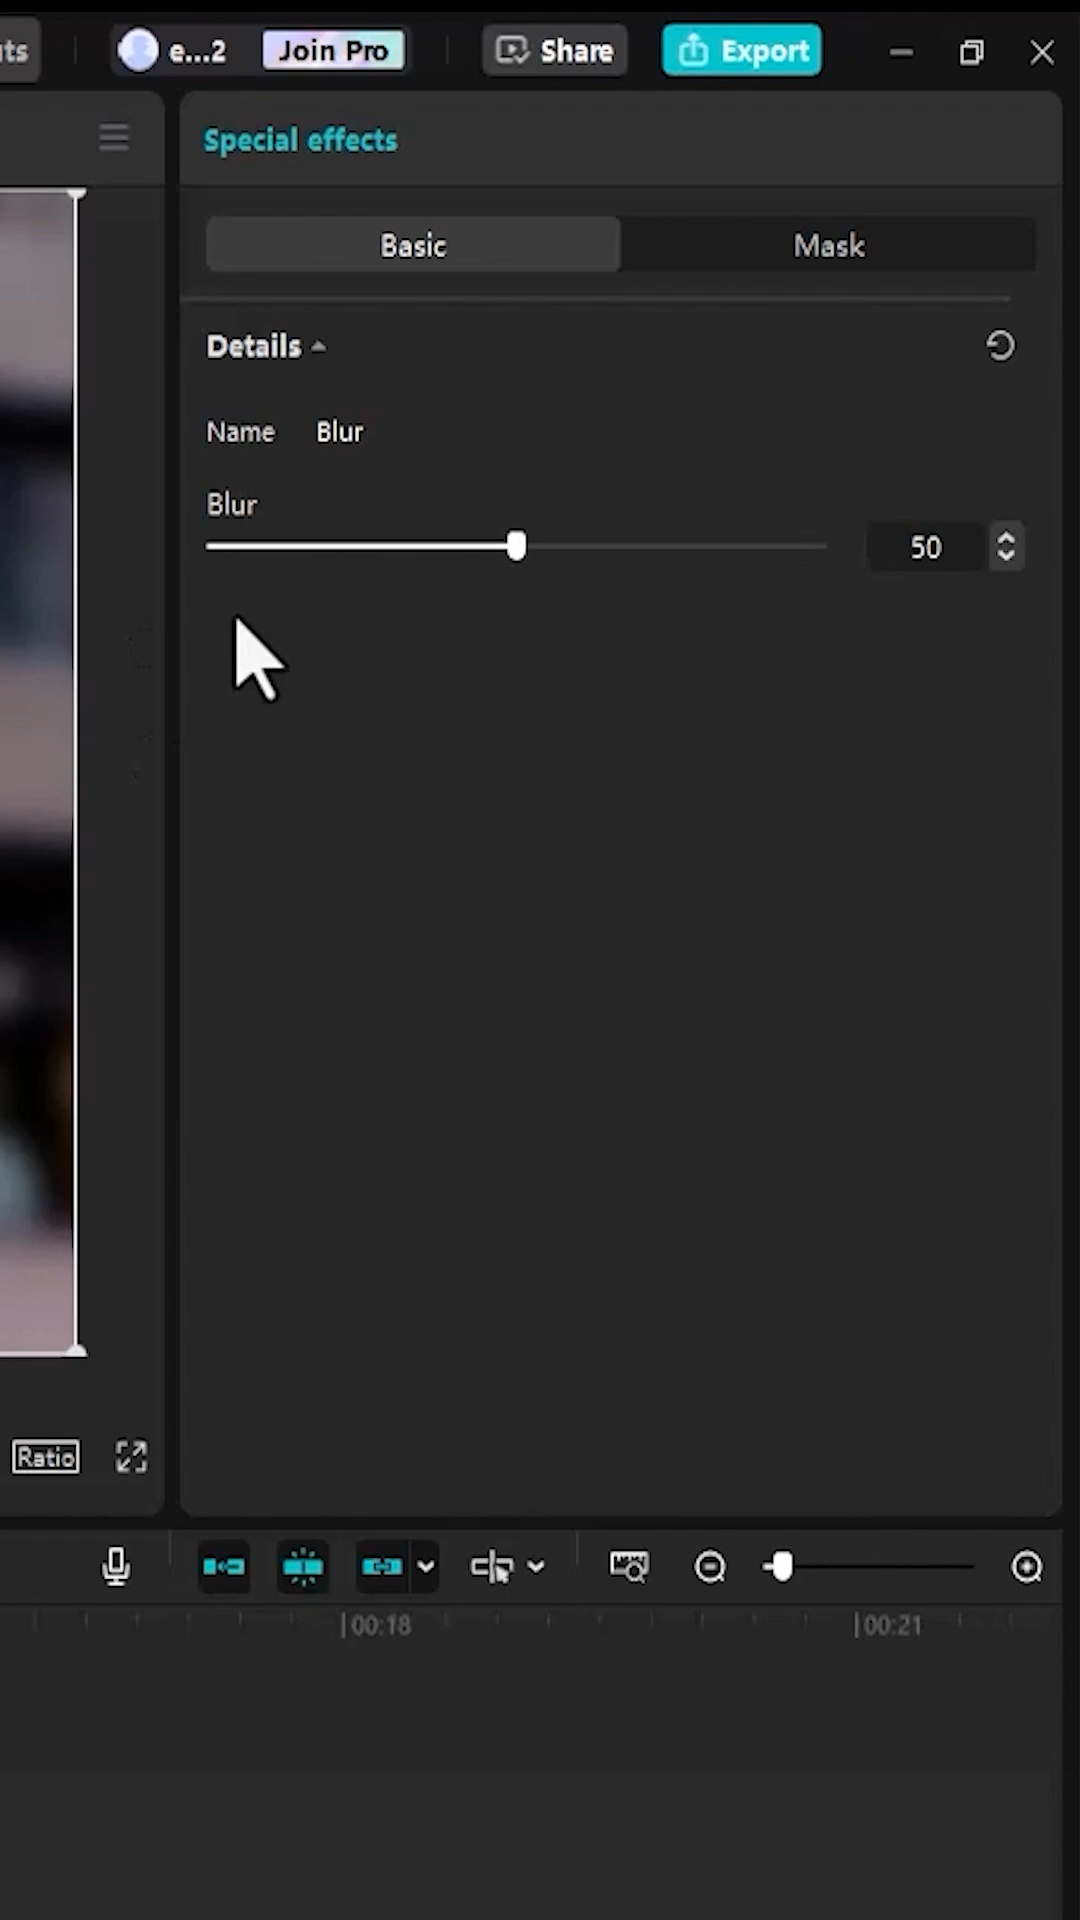 ts
e...2
Join Pro
Share
Export
Special effects
Basic
Mask
Details
Name Blur
Blur
50
Ratio
00:18
00:21